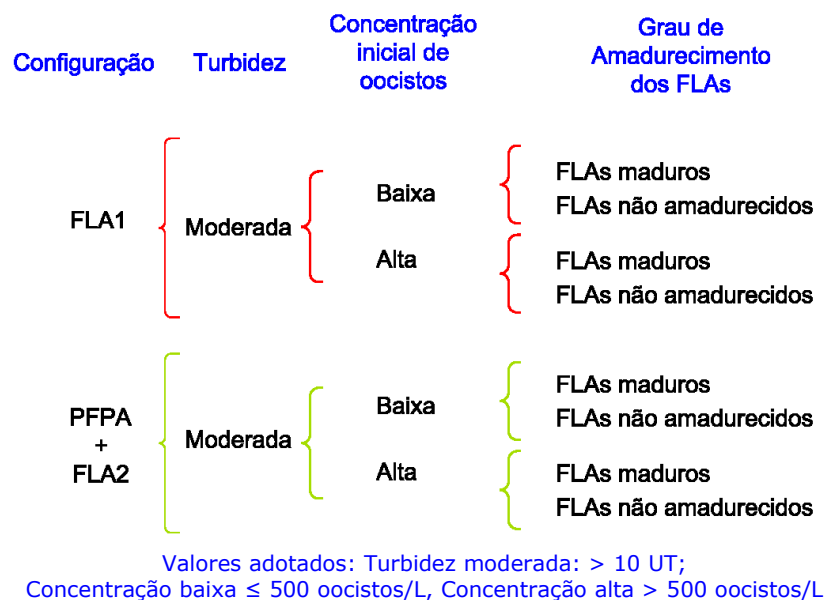 Configuração
Turbidez
Concentração
inicial de
oocistos
Grau de
Amadurecimento
dos FLAs
FLA1
Moderada
Baixa
FLAs maduros
FLAs não amadurecidos
Alta
FLAs maduros
FLAs não amadurecidos
PFPA
+
FLA2
Moderada
Baixa
FLAs maduros
FLAs não amadurecidos
Alta
FLAs maduros
FLAs não amadurecidos
Valores adotados: Turbidez moderada: > 10 UT;
Concentração baixa ≤ 500 oocistos/L, Concentração alta > 500 oocistos/L